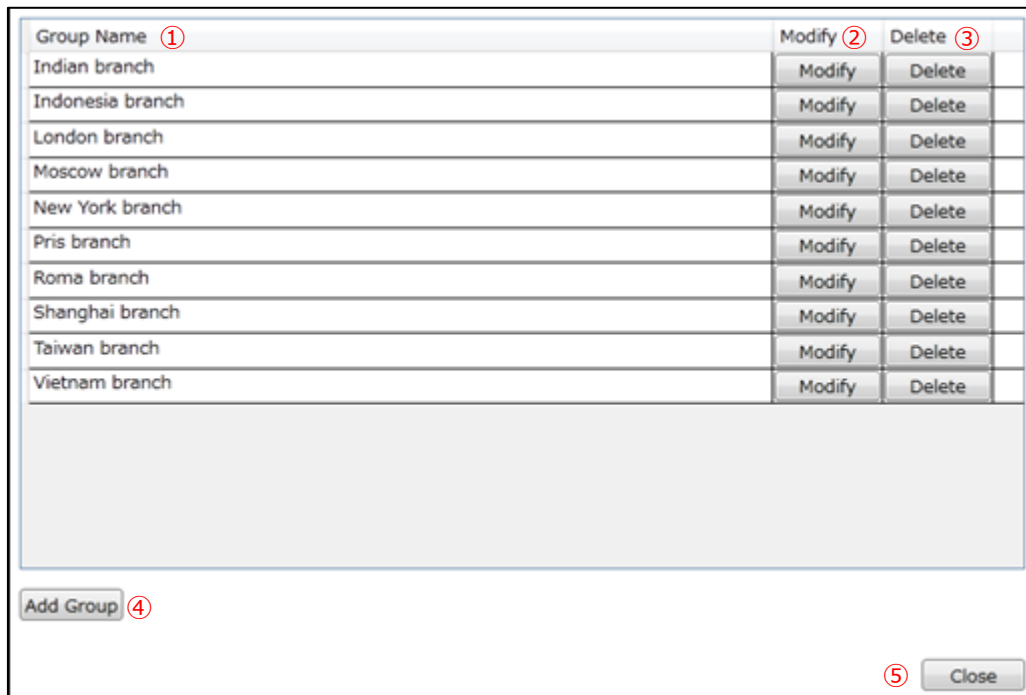 Group Name ① Modify ② Delete ③
Indian branch Modify Delete
Indonesia branch Modify Delete
London branch Modify Delete
Moscow branch Modify Delete
New York branch Modify Delete
Pris branch Modify Delete
Roma branch Modify Delete
Shanghai branch Modify Delete
Taiwan branch Modify Delete
Vietnam branch Modify Delete
Add Group ④
⑤ Close